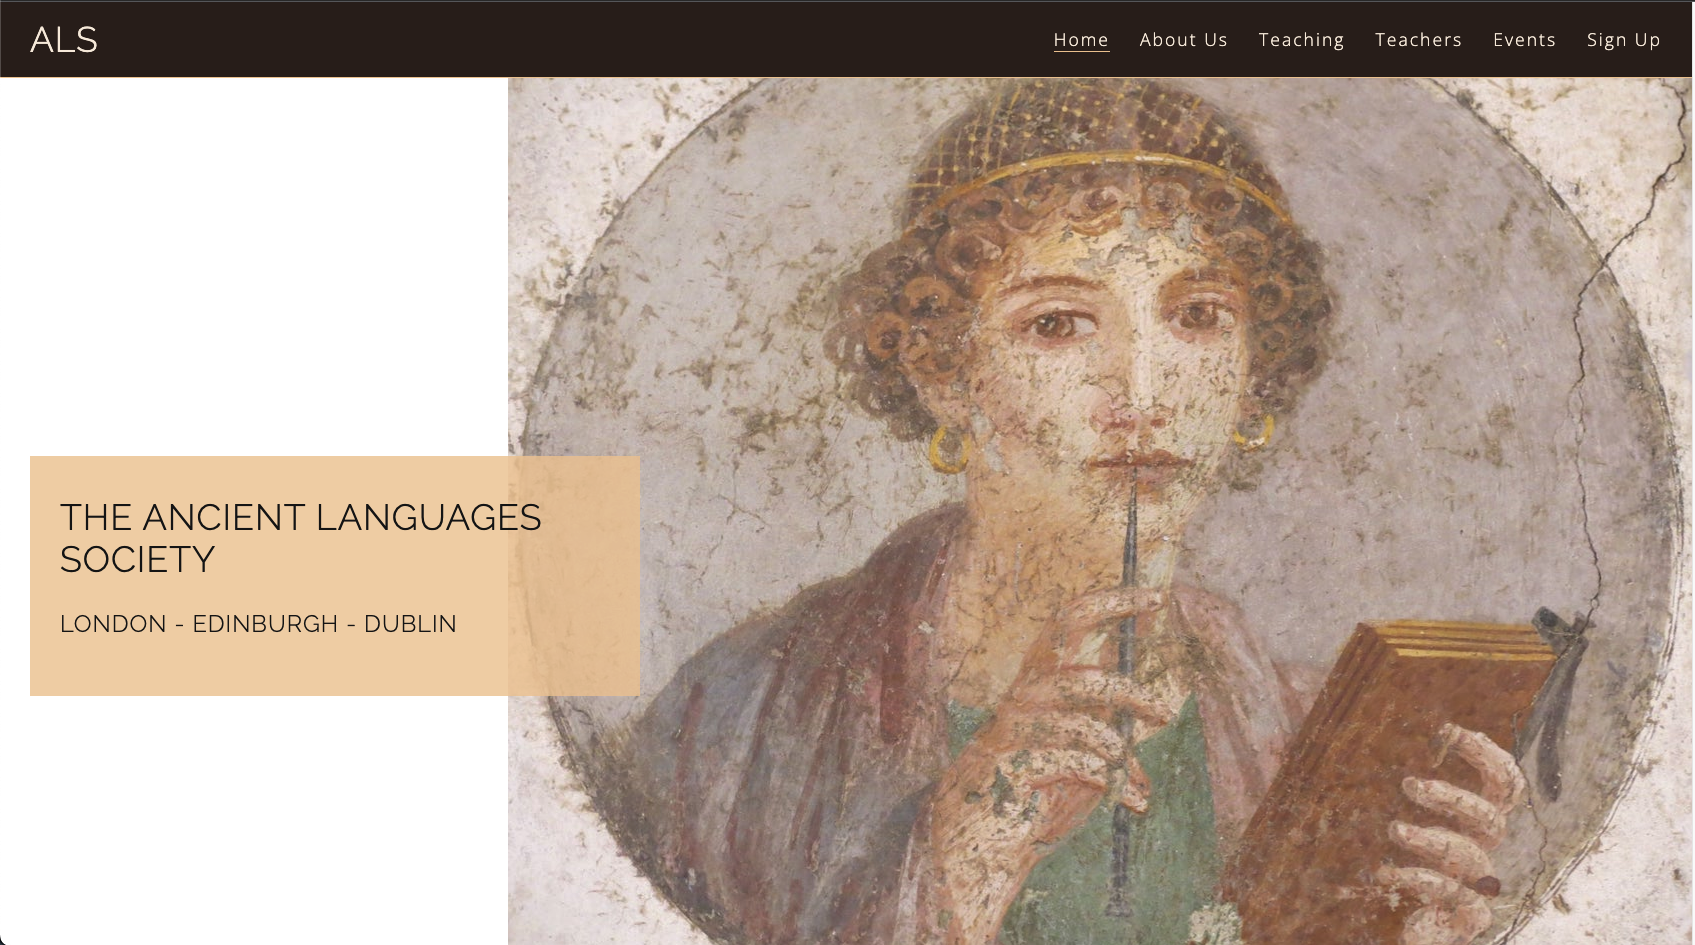 ALS
Home About Us Teaching Teachers Events Sign Up
THE ANCIENT LANGUAGES
SOCIETY
LONDON - EDINBURGH - DUBLIN